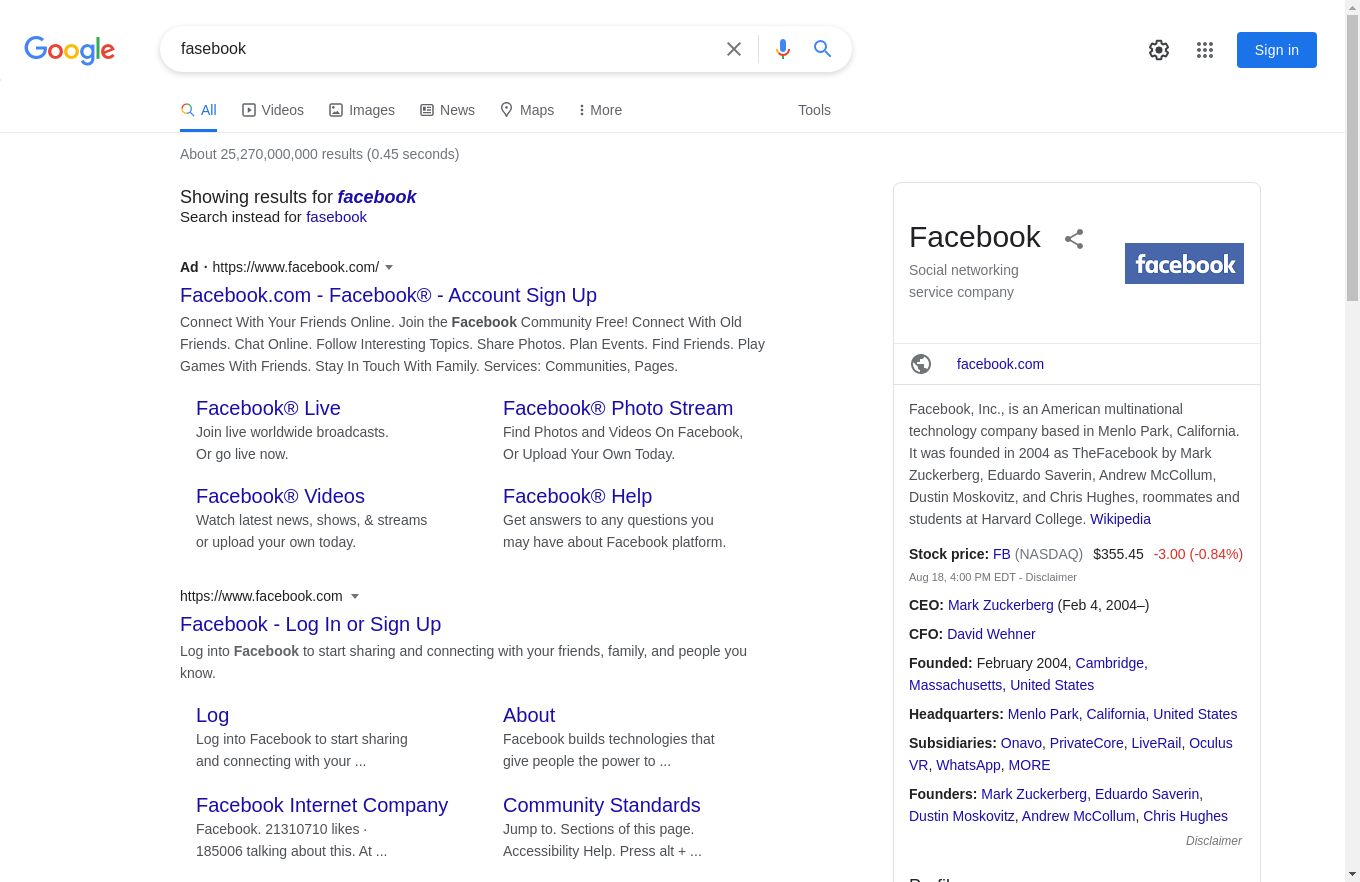 Google
fasebook
Sign in
All
Videos
Images
News
Maps
More
Tools
About 25,270,000,000 results (0.45 seconds)
Showing results for facebook
Search instead for fasebook
Ad · https://www.facebook.com/
Facebook.com - Facebook® - Account Sign Up
Connect With Your Friends Online. Join the Facebook Community Free! Connect With Old
Friends. Chat Online. Follow Interesting Topics. Share Photos. Plan Events. Find Friends. Play
Games With Friends. Stay In Touch With Family. Services: Communities, Pages.
Facebook® Live
Join live worldwide broadcasts.
Or go live now.
Facebook® Photo Stream
Find Photos and Videos On Facebook,
Or Upload Your Own Today.
Facebook® Videos
Watch latest news, shows, & streams
or upload your own today.
Facebook® Help
Get answers to any questions you
may have about Facebook platform.
https://www.facebook.com
Facebook - Log In or Sign Up
Log into Facebook to start sharing and connecting with your friends, family, and people you
know.
Log
Log into Facebook to start sharing
and connecting with your ...
About
Facebook builds technologies that
give people the power to ...
Facebook Internet Company
Facebook. 21310710 likes ·
185006 talking about this. At ...
Community Standards
Jump to. Sections of this page.
Accessibility Help. Press alt + ...
Facebook
Social networking
service company
facebook
facebook.com
Facebook, Inc., is an American multinational
technology company based in Menlo Park, California.
It was founded in 2004 as TheFacebook by Mark
Zuckerberg, Eduardo Saverin, Andrew McCollum,
Dustin Moskovitz, and Chris Hughes, roommates and
students at Harvard College. Wikipedia
Stock price: FB (NASDAQ) $355.45 -3.00 (-0.84%)
Aug 18, 4:00 PM EDT - Disclaimer
CEO: Mark Zuckerberg (Feb 4, 2004–)
CFO: David Wehner
Founded: February 2004, Cambridge,
Massachusetts, United States
Headquarters: Menlo Park, California, United States
Subsidiaries: Onavo, PrivateCore, LiveRail, Oculus
VR, WhatsApp, MORE
Founders: Mark Zuckerberg, Eduardo Saverin,
Dustin Moskovitz, Andrew McCollum, Chris Hughes
Disclaimer